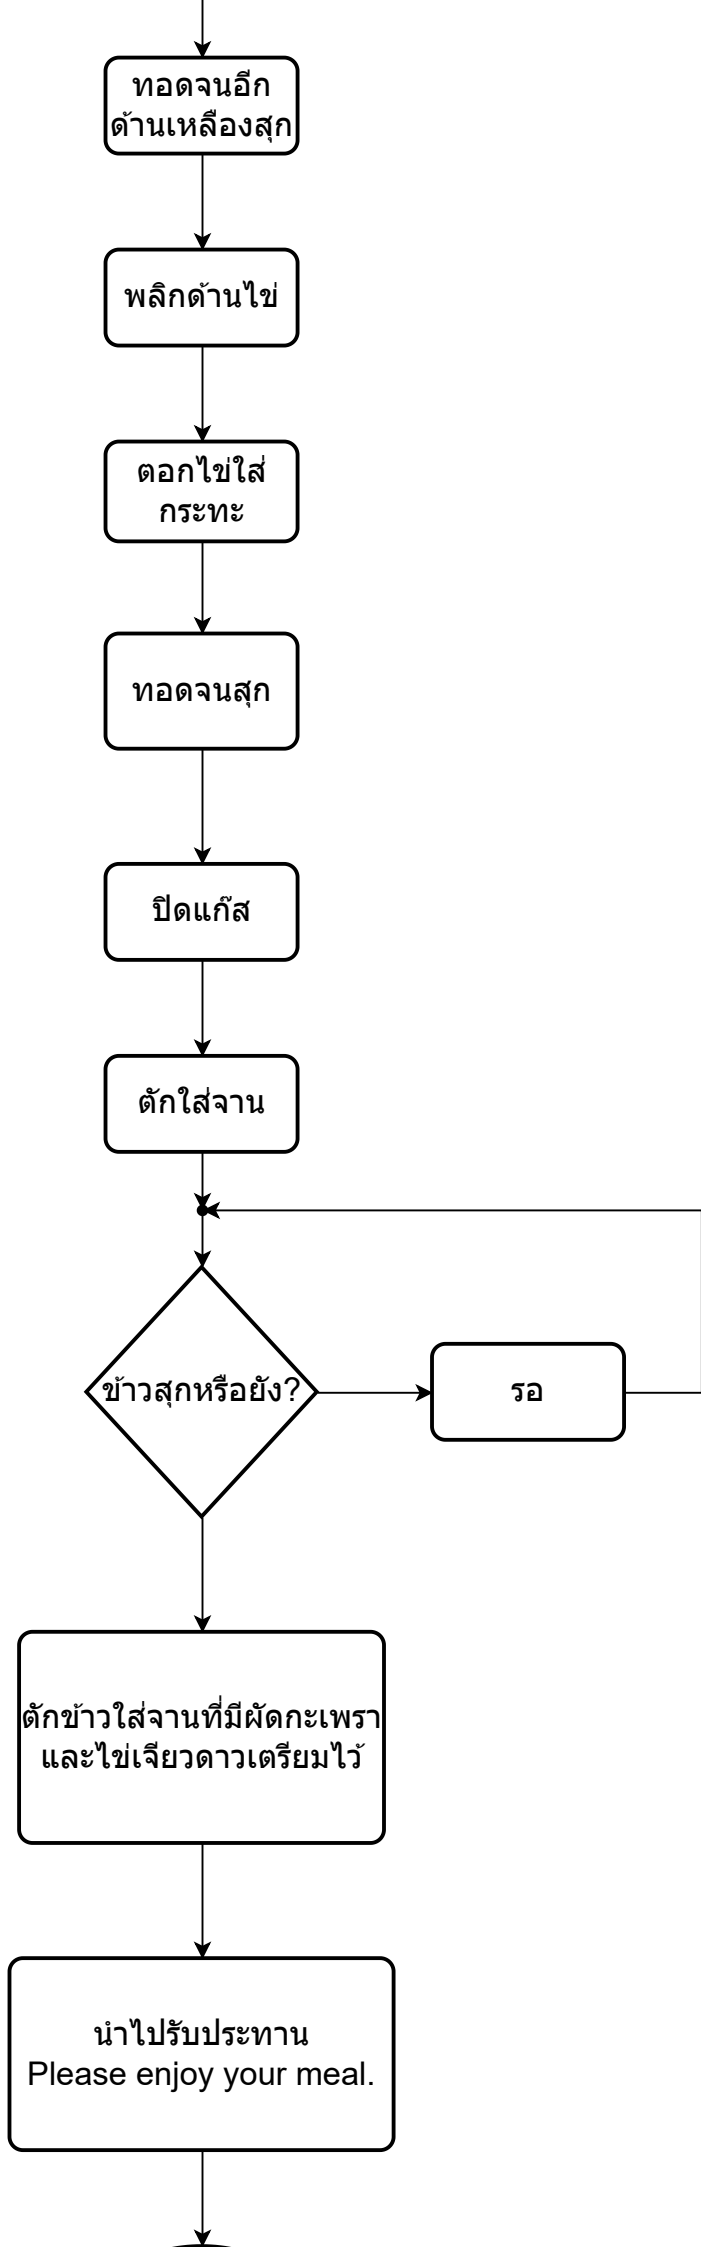 ทอดจนอีก
ด้านเหลืองสุก
พลิกด้านไข่
ตอกไข่ใส่
กระทะ
ทอดจนสุก
ปิดแก๊ส
ตักใส่จาน
ข้าวสุกหรือยัง?
รอ
ตักข้าวใส่จานที่มีผัดกะเพรา
และไข่เจียวดาวเตรียมไว้
นำไปรับประทาน
Please enjoy your meal.